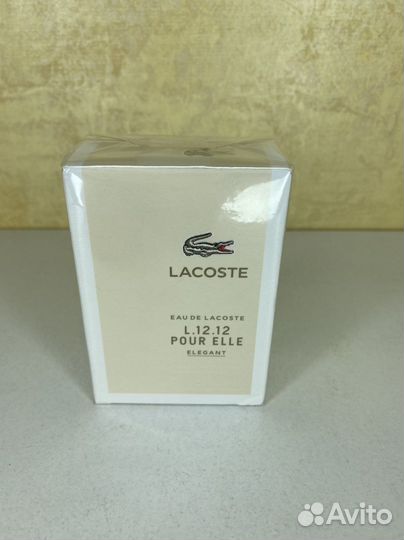 LACOSTE
EAU DE LACOSTE
L.12.12
POUR ELLE
ELEGANT
Avito